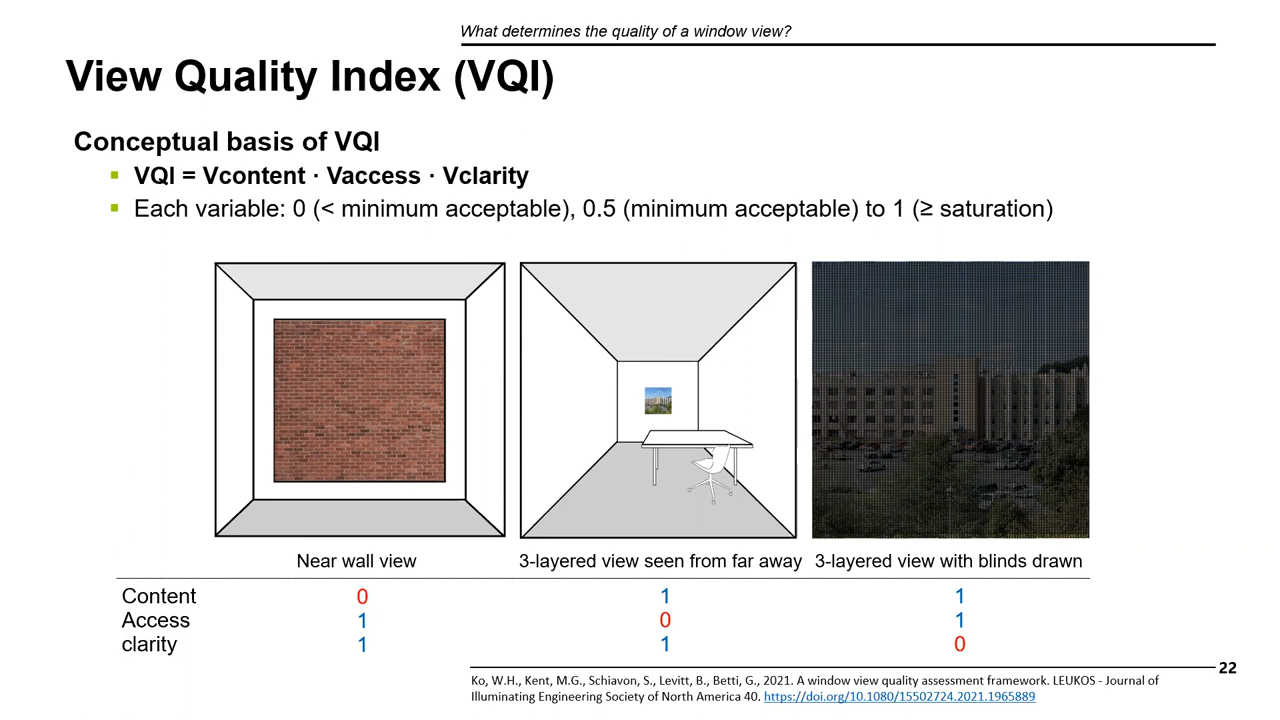 What determines the quality of a window view?
View Quality Index (VQI)
Conceptual basis of VQI
VQI = Vcontent · Vaccess · Vclarity
Each variable: 0 (< minimum acceptable), 0.5 (minimum acceptable) to 1 (≥ saturation)
Near wall view 3-layered view seen from far away 3-layered view with blinds drawn
Content 0 1 1
Access 1 0 1
clarity 1 1 0
22
Ko, W.H., Kent, M.G., Schiavon, S., Levitt, B., Betti, G., 2021. A window view quality assessment framework. LEUKOS - Journal of
Illuminating Engineering Society of North America 40. https://doi.org/10.1080/15502724.2021.1965889